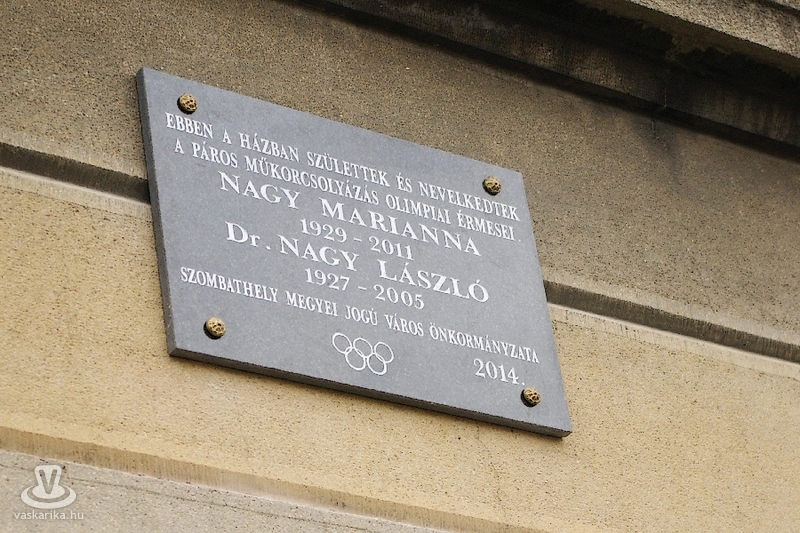 EBBEN A HÁZBAN SZÜLETTEK ÉS NEVELKEDTEK
A PÁROS MŰKORCSOLYÁZÁS OLIMPIAI ÉRMESEI
NAGY MARIANNA
1929 - 2011
Dr. NAGY LÁSZLÓ
1927 - 2005
SZOMBATHELY MEGYEI JOGÚ VÁROS ÖNKORMÁNYZATA
2014.
V
vaskarika.hu